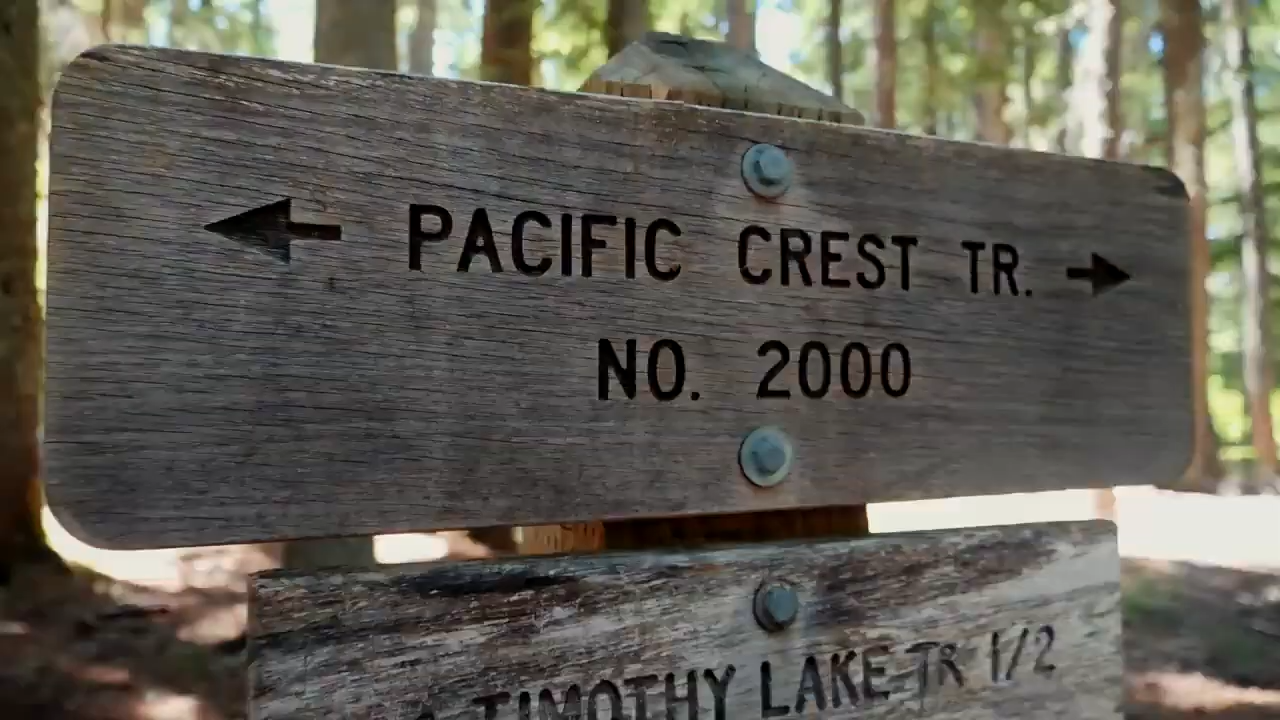 ← PACIFIC CREST TR. →
NO. 2000
TIMOTHY LAKE TR 1/2